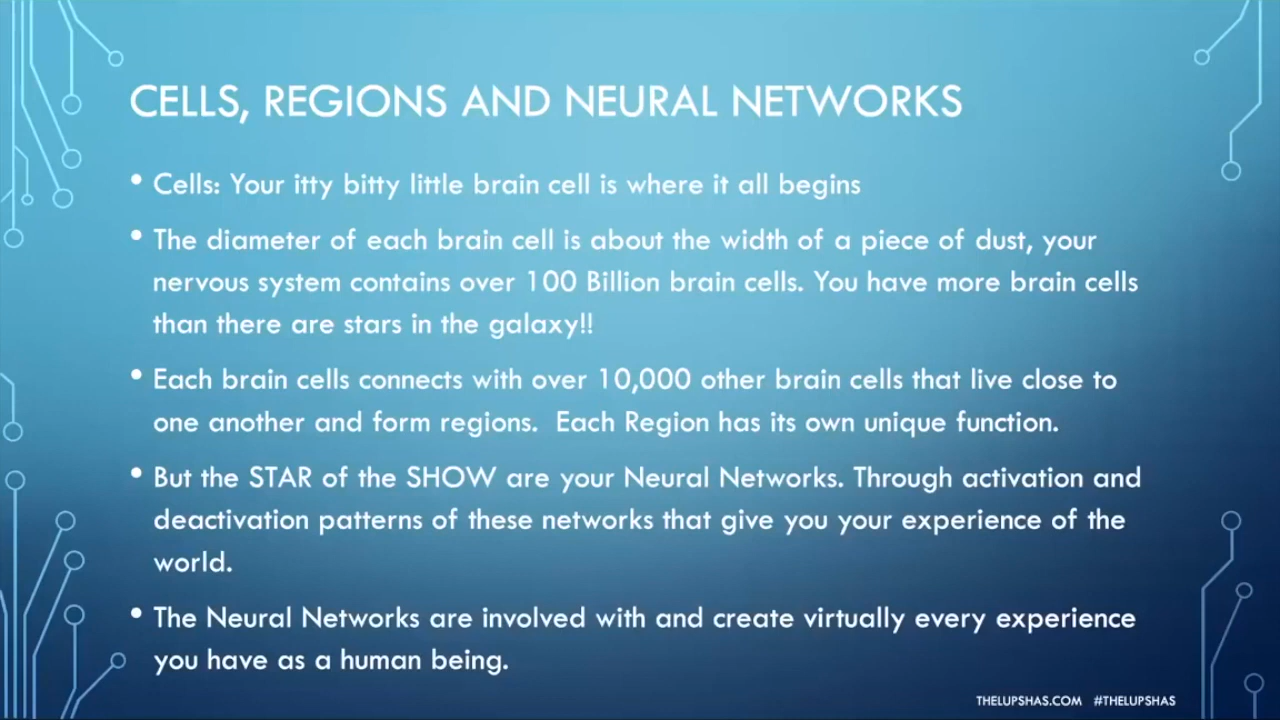 CELLS, REGIONS AND NEURAL NETWORKS
• Cells: Your itty bitty little brain cell is where it all begins
• The diameter of each brain cell is about the width of a piece of dust, your
nervous system contains over 100 Billion brain cells. You have more brain cells
than there are stars in the galaxy!!
• Each brain cells connects with over 10,000 other brain cells that live close to
one another and form regions.  Each Region has its own unique function.
• But the STAR of the SHOW are your Neural Networks. Through activation and
deactivation patterns of these networks that give you your experience of the
world.
• The Neural Networks are involved with and create virtually every experience
you have as a human being.
THELUPSHAS.COM   #THELUPSHAS